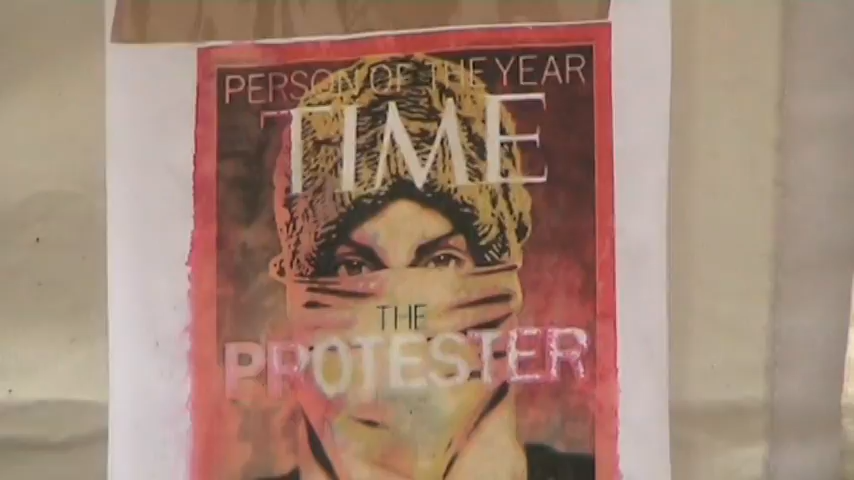 PERSON OF THE YEAR
TIME
THE
PROTESTER